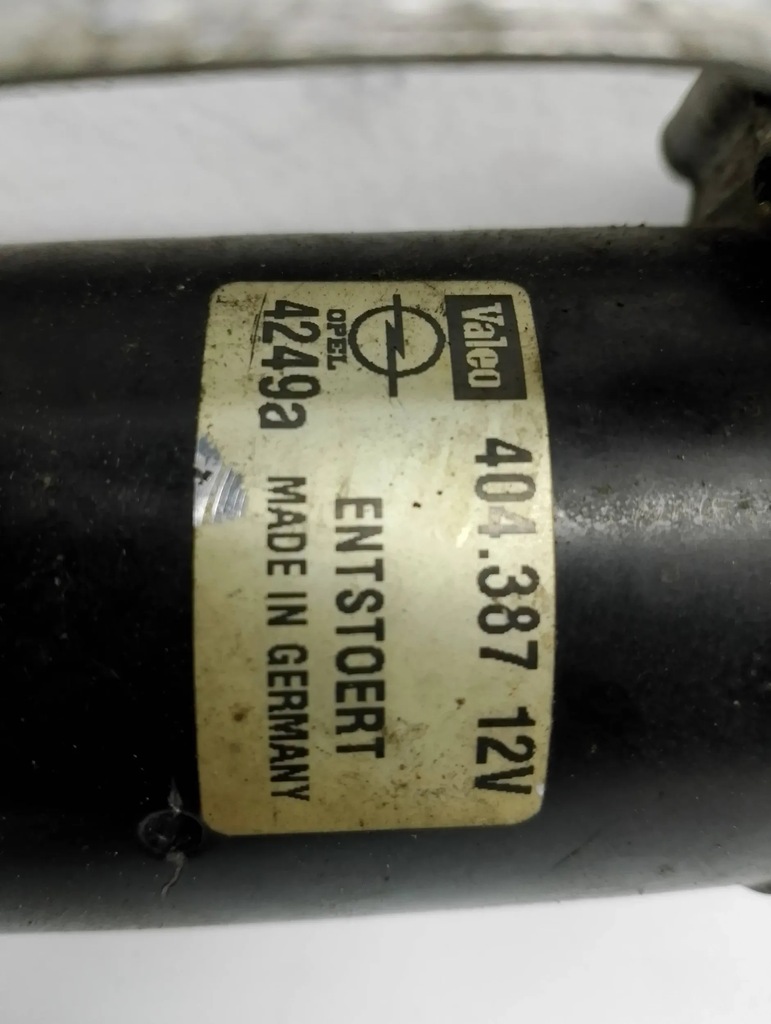 Valeo 404.387 12V
OPEL ENTSTOERT
4249a MADE IN GERMANY